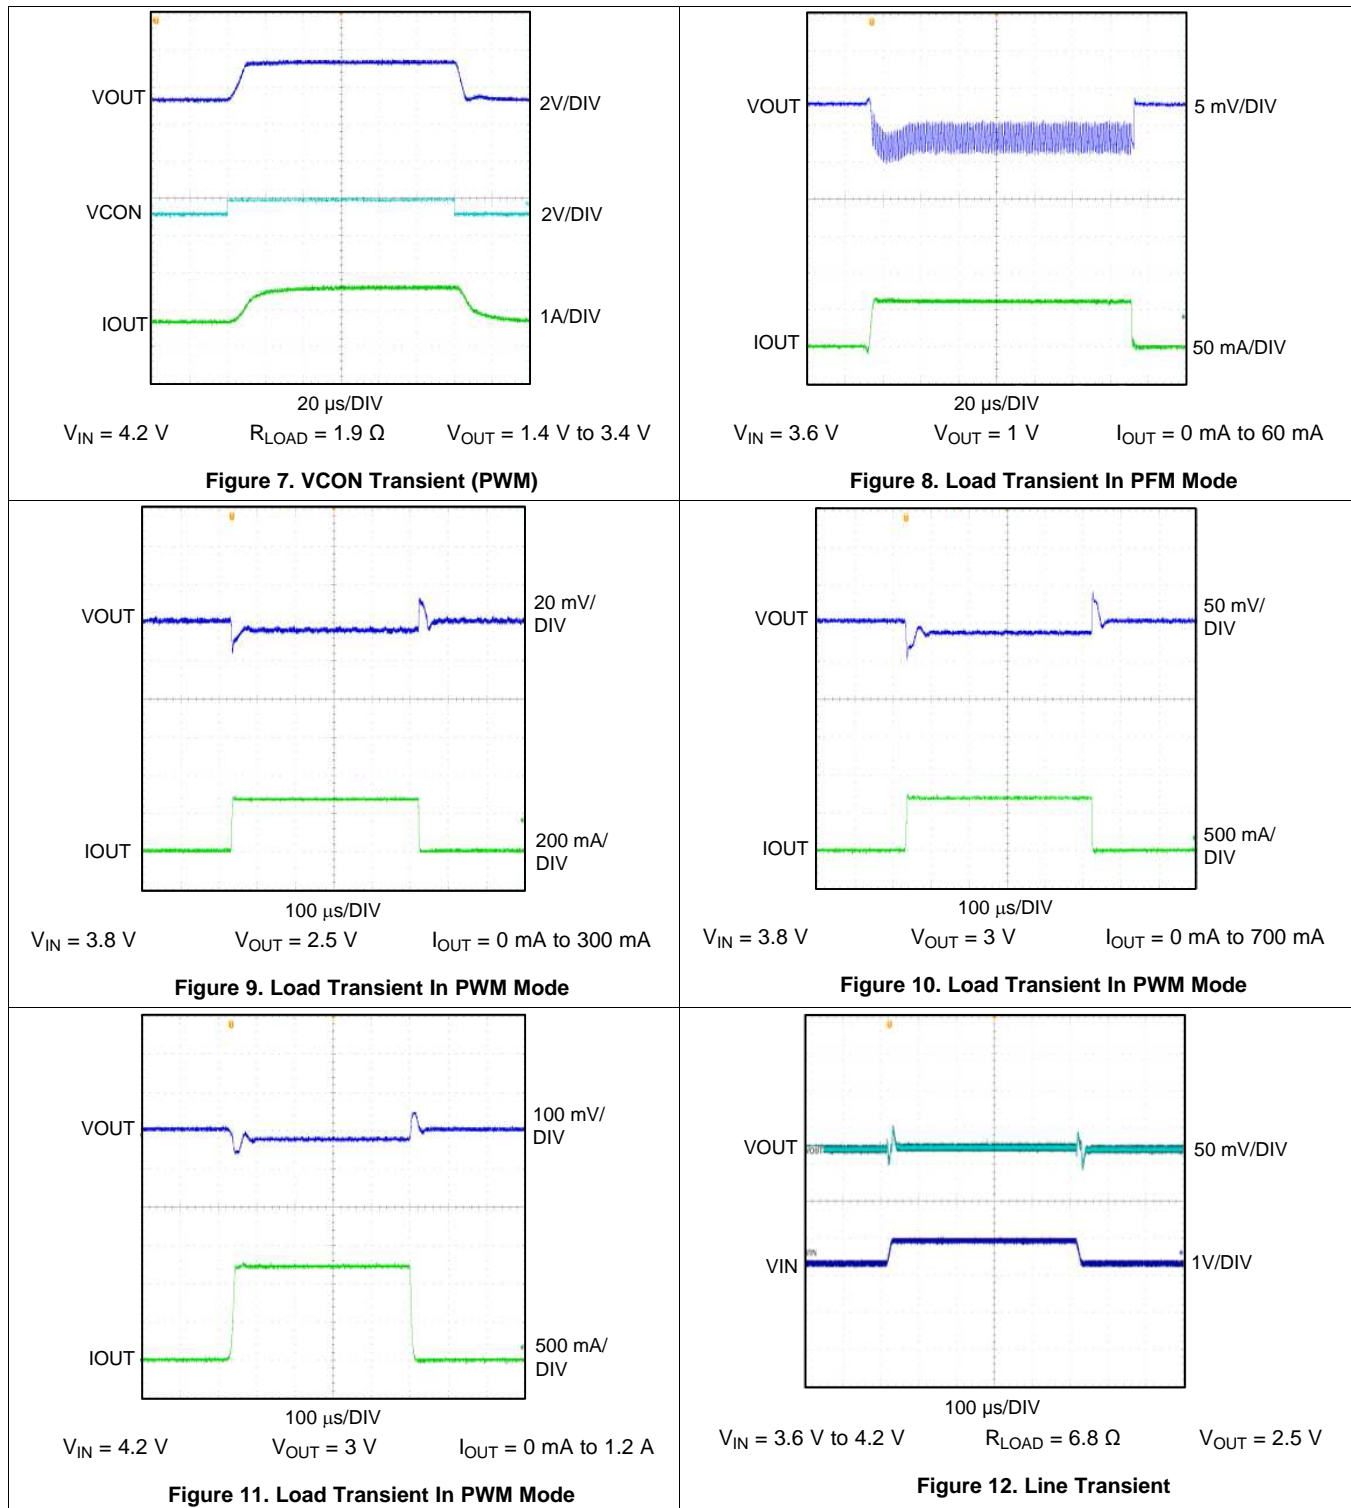 VOUT
2V/DIV
VCON
2V/DIV
IOUT
1A/DIV
20 µs/DIV
VIN = 4.2 V RLOAD = 1.9 Ω VOUT = 1.4 V to 3.4 V
Figure 7. VCON Transient (PWM)
VOUT
5 mV/DIV
IOUT
50 mA/DIV
20 µs/DIV
VIN = 3.6 V VOUT = 1 V IOUT = 0 mA to 60 mA
Figure 8. Load Transient In PFM Mode
VOUT
20 mV/
DIV
IOUT
200 mA/
DIV
100 µs/DIV
VIN = 3.8 V VOUT = 2.5 V IOUT = 0 mA to 300 mA
Figure 9. Load Transient In PWM Mode
VOUT
50 mV/
DIV
IOUT
500 mA/
DIV
100 µs/DIV
VIN = 3.8 V VOUT = 3 V IOUT = 0 mA to 700 mA
Figure 10. Load Transient In PWM Mode
VOUT
100 mV/
DIV
IOUT
500 mA/
DIV
100 µs/DIV
VIN = 4.2 V VOUT = 3 V IOUT = 0 mA to 1.2 A
Figure 11. Load Transient In PWM Mode
VOUT
VOUT
50 mV/DIV
VIN
VIN
1V/DIV
100 µs/DIV
VIN = 3.6 V to 4.2 V RLOAD = 6.8 Ω VOUT = 2.5 V
Figure 12. Line Transient